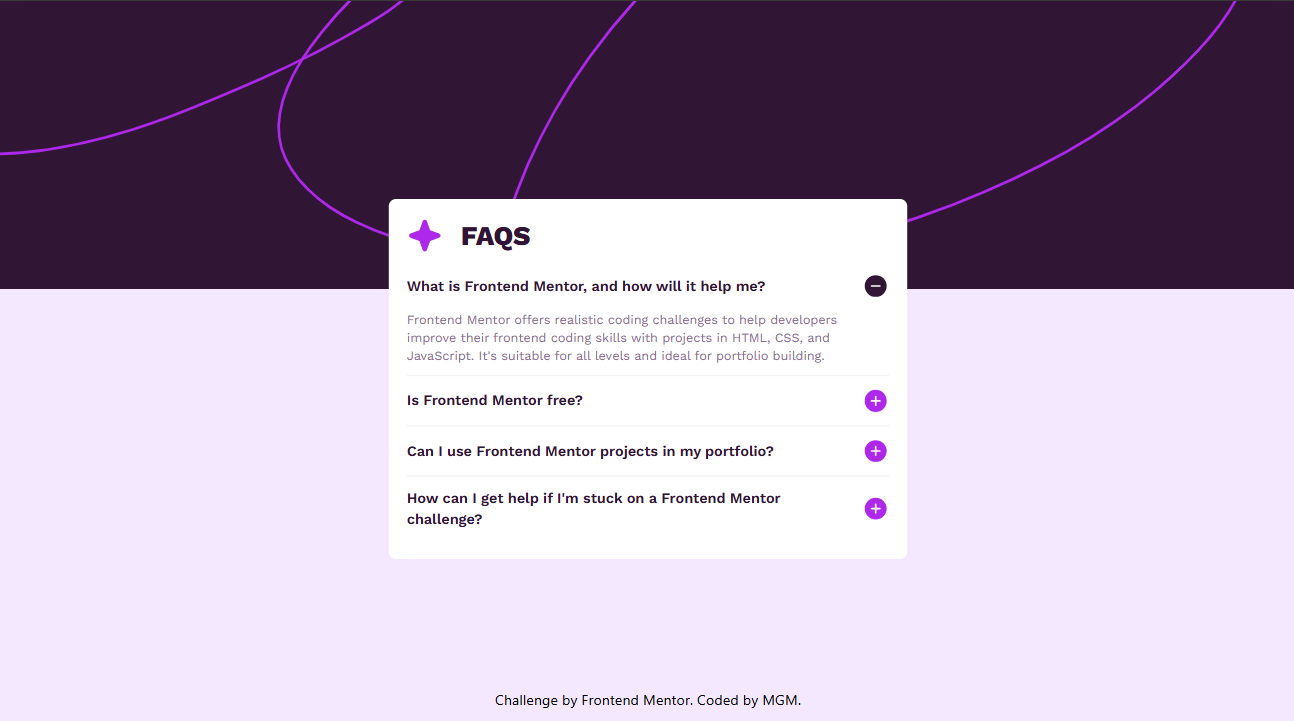 FAQS
What is Frontend Mentor, and how will it help me?
Frontend Mentor offers realistic coding challenges to help developers
improve their frontend coding skills with projects in HTML, CSS, and
JavaScript. It's suitable for all levels and ideal for portfolio building.
Is Frontend Mentor free?
Can I use Frontend Mentor projects in my portfolio?
How can I get help if I'm stuck on a Frontend Mentor
challenge?
Challenge by Frontend Mentor. Coded by MGM.